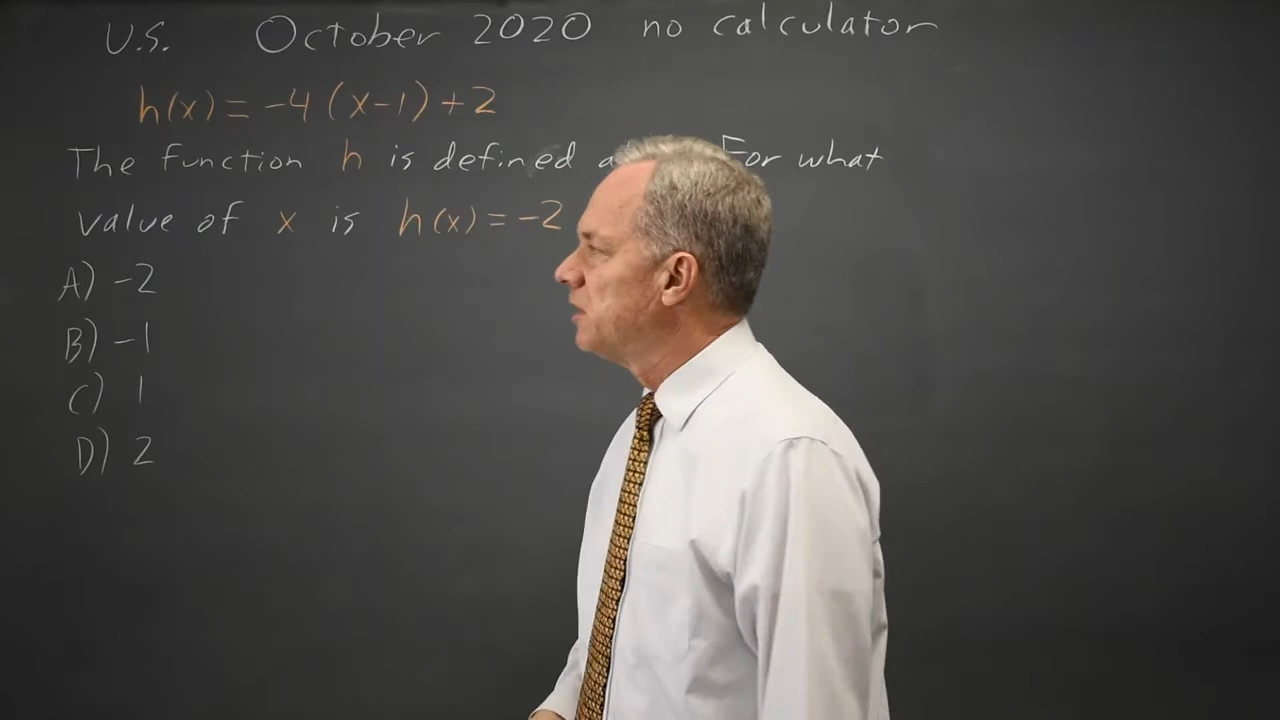 U.S. October 2020 no calculator
h(x) = -4 (x-1) + 2
The function h is defined For what
value of x is h(x) = -2
A) -2
B) -1
C) 1
D) 2